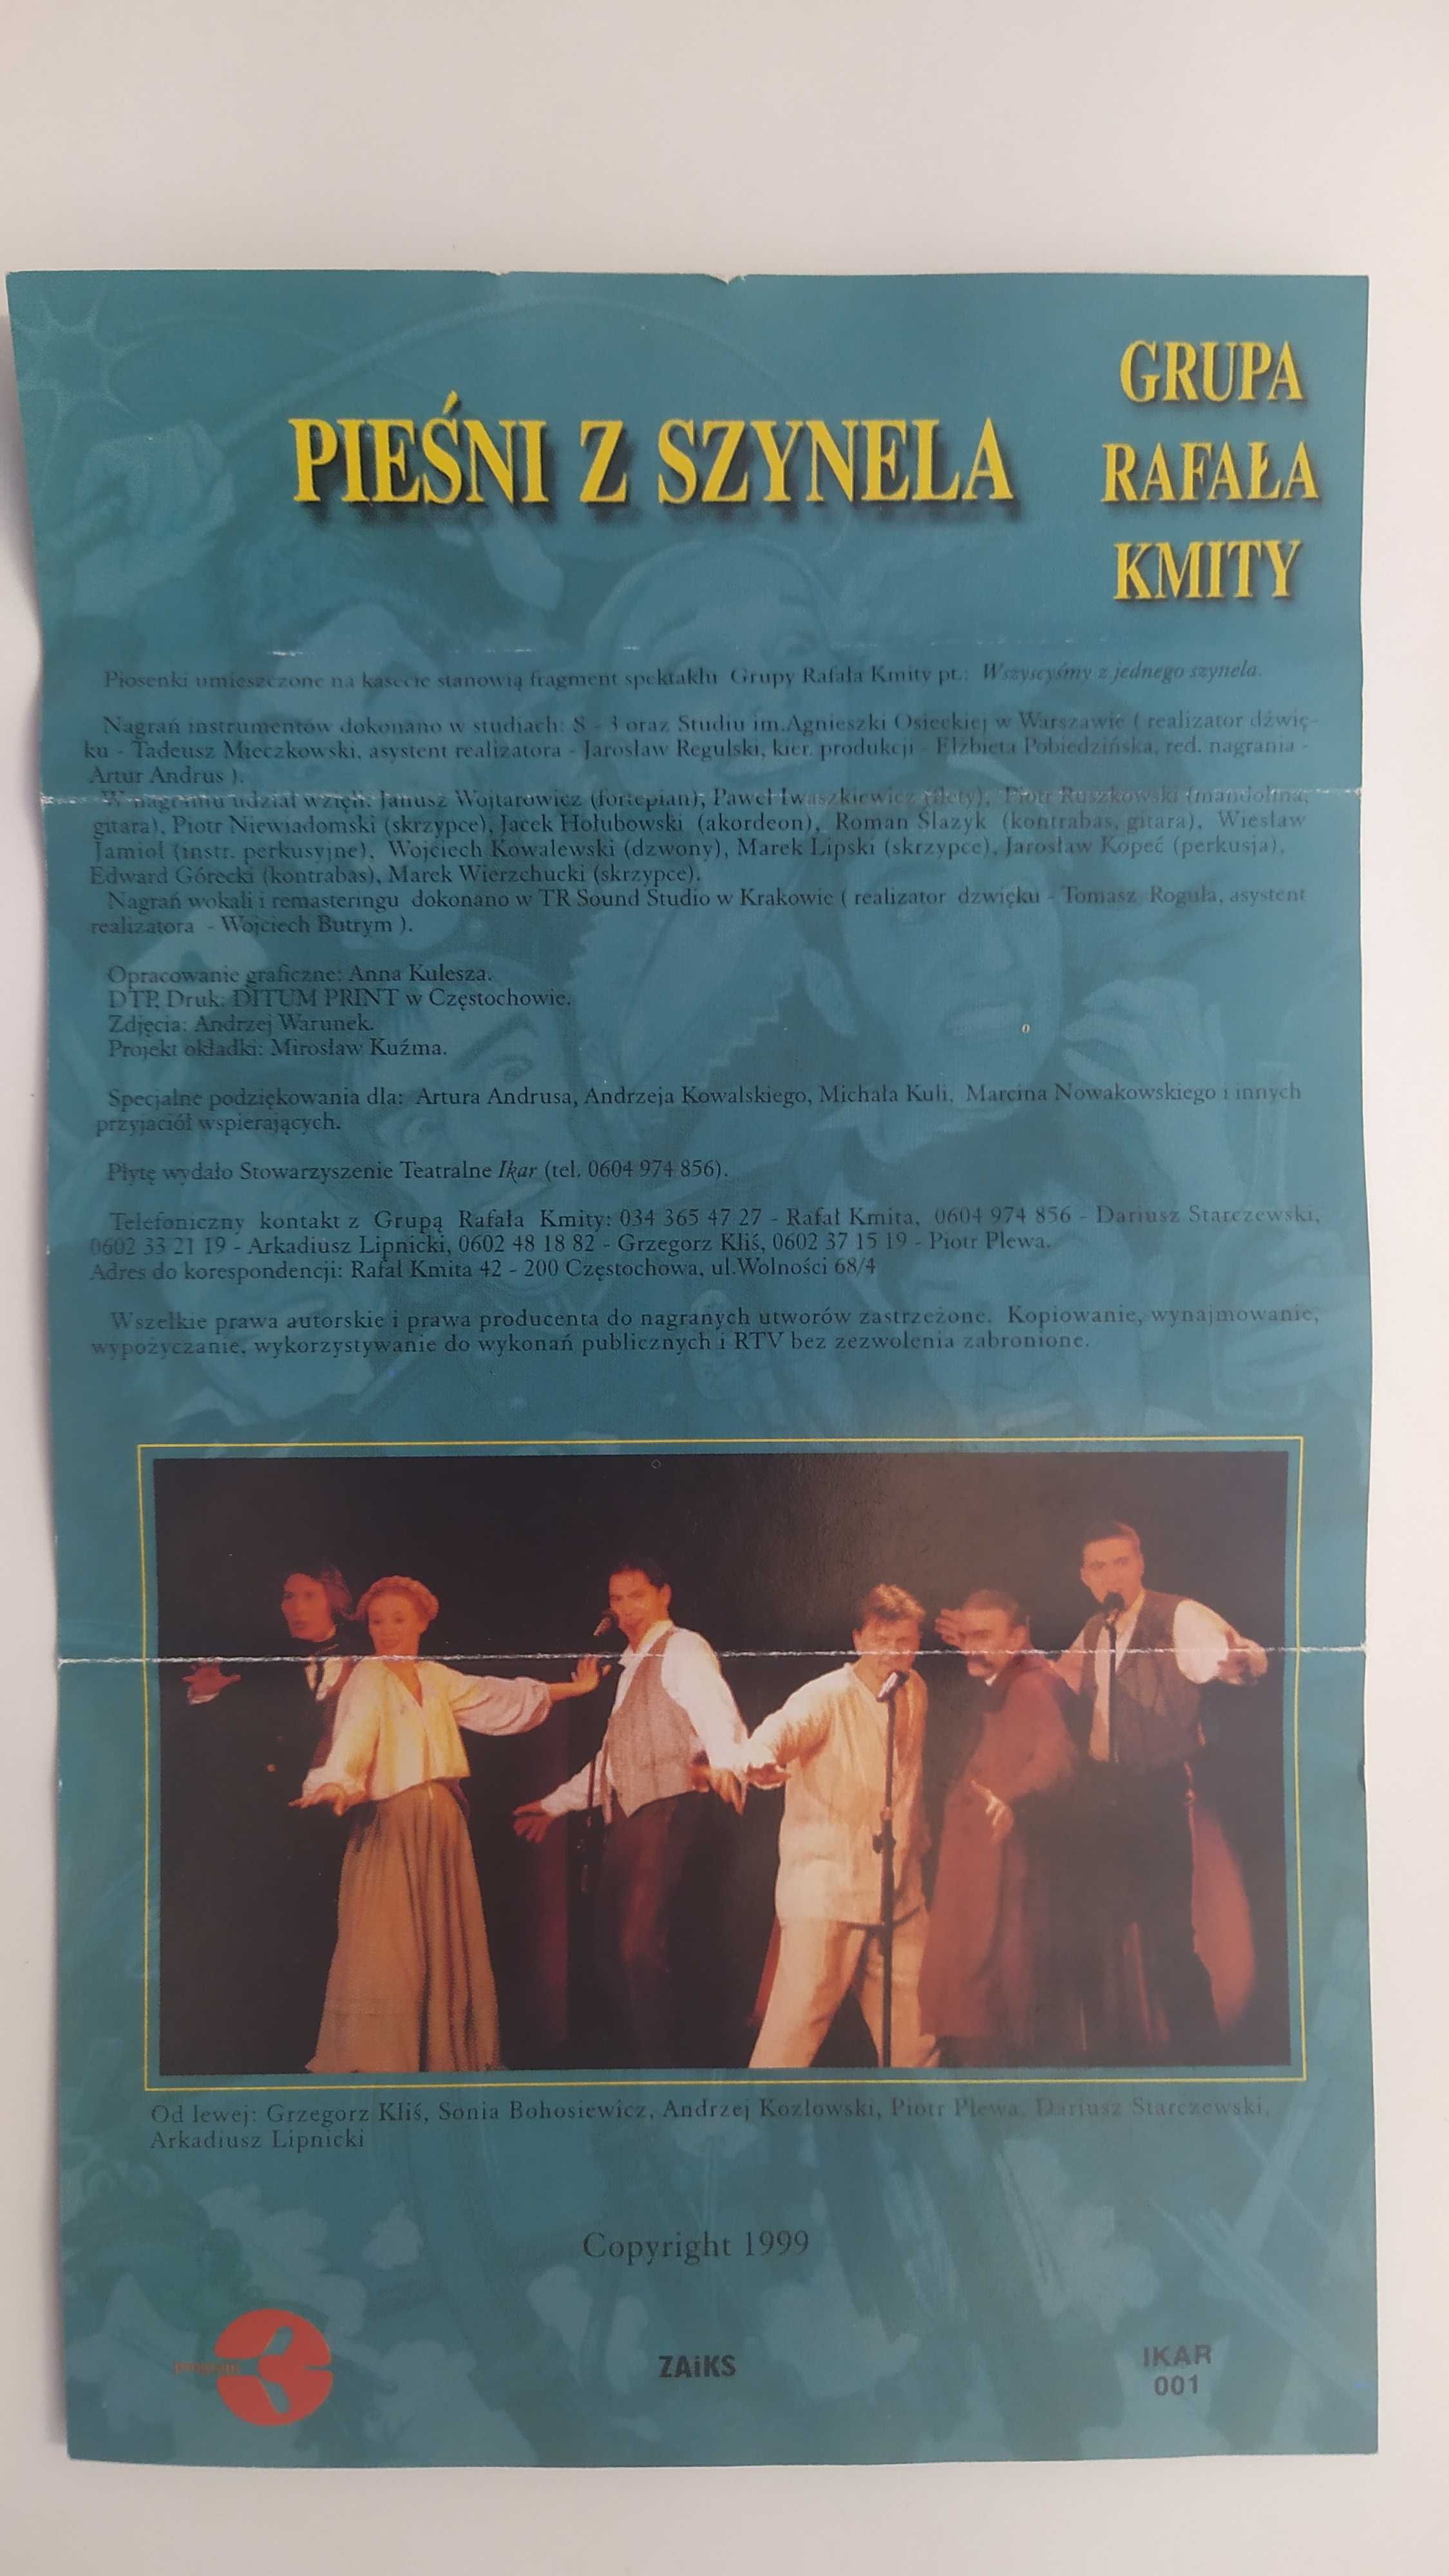 PIEŚNI Z SZYNELA
GRUPA
RAFAŁA
KMITY
Piosenki umieszczone na kasecie stanowią fragment spektaklu Grupy Rafała Kmity pt.: Wszyscyśmy z jednego szynela.
Nagrań instrumentów dokonano w studiach: S - 3 oraz Studiu im.Agnieszki Osieckiej w Warszawie ( realizator dźwię-
ku - Tadeusz Mieczkowski, asystent realizatora - Jarosław Regulski, kier. produkcji - Elżbieta Pobiedzińska, red. nagrania -
Artur Andrus ).
W nagraniu udział wzięli: Janusz Wojtarowicz (fortepian), Paweł Iwaszkiewicz (flety), Piotr Ruszkowski (mandolina,
gitara), Piotr Niewiadomski (skrzypce), Jacek Hołubowski (akordeon), Roman Ślazyk (kontrabas, gitara), Wiesław
Jamioł (instr. perkusyjne), Wojciech Kowalewski (dzwony), Marek Lipski (skrzypce), Jarosław Kopeć (perkusja),
Edward Górecki (kontrabas), Marek Wierzchucki (skrzypce).
Nagrań wokali i remasteringu dokonano w TR Sound Studio w Krakowie ( realizator dzwięku - Tomasz Roguła, asystent
realizatora - Wojciech Butrym ).
Opracowanie graficzne: Anna Kulesza.
DTP, Druk: DITUM PRINT w Częstochowie.
Zdjęcia: Andrzej Warunek.
Projekt okładki: Mirosław Kuźma.
Specjalne podziękowania dla: Artura Andrusa, Andrzeja Kowalskiego, Michała Kuli, Marcina Nowakowskiego i innych
przyjaciół wspierających.
Płytę wydało Stowarzyszenie Teatralne Ikar (tel. 0604 974 856).
Telefoniczny kontakt z Grupą Rafała Kmity: 034 365 47 27 - Rafał Kmita, 0604 974 856 - Dariusz Starczewski,
0602 33 21 19 - Arkadiusz Lipnicki, 0602 48 18 82 - Grzegorz Kliś, 0602 37 15 19 - Piotr Plewa.
Adres do korespondencji: Rafał Kmita 42 - 200 Częstochowa, ul.Wolności 68/4
Wszelkie prawa autorskie i prawa producenta do nagranych utworów zastrzeżone. Kopiowanie, wynajmowanie,
wypożyczanie, wykorzystywanie do wykonań publicznych i RTV bez zezwolenia zabronione.
Od lewej: Grzegorz Kliś, Sonia Bohosiewicz, Andrzej Kozłowski, Piotr Plewa, Dariusz Starczewski,
Arkadiusz Lipnicki
Copyright 1999
program 3
ZAiKS
IKAR
001